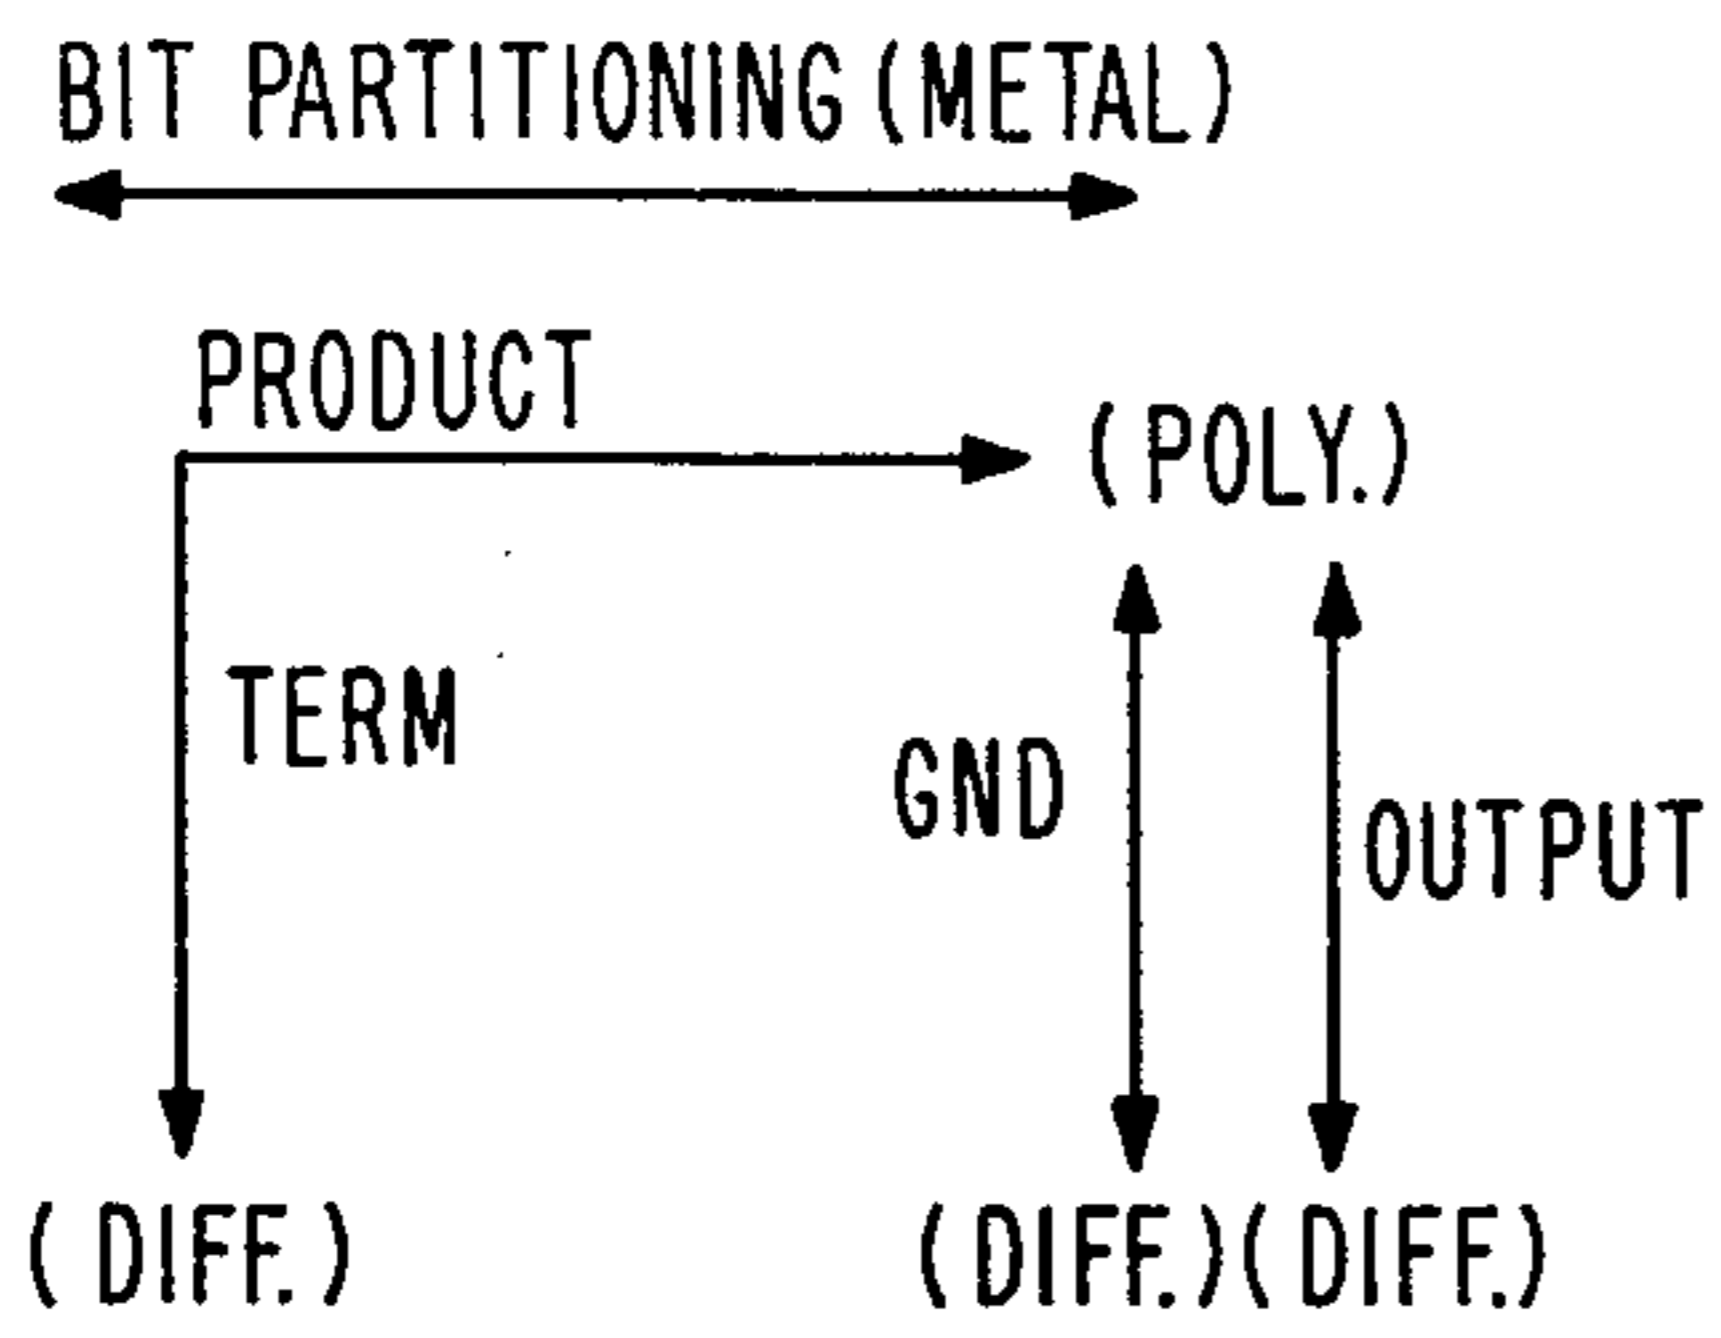 BIT PARTITIONING (METAL)
PRODUCT
(POLY.)
TERM
GND
OUTPUT
(DIFF.)
(DIFF.) (DIFF.)